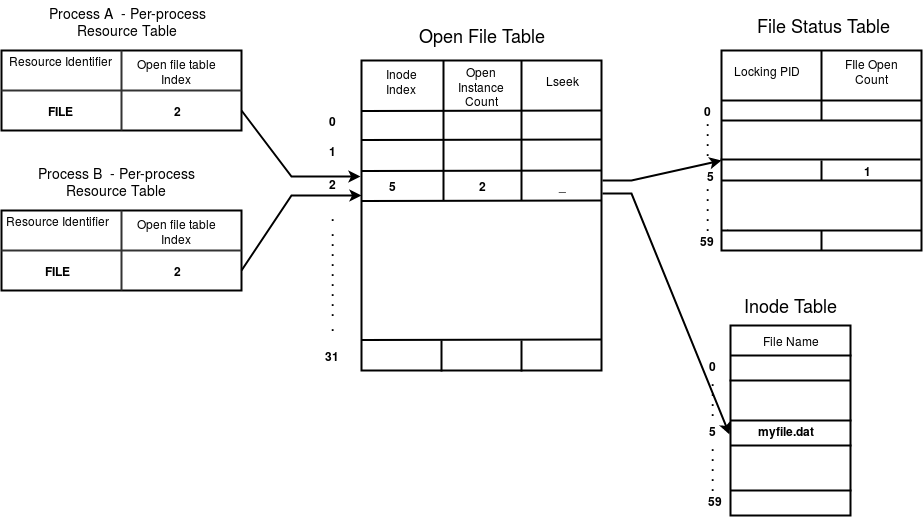 Process A - Per-process
Resource Table
Resource Identifier
Open file table
Index
FILE
2
Process B - Per-process
Resource Table
Resource Identifier
Open file table
Index
FILE
2
Open File Table
Inode
Index
Open
Instance
Count
Lseek
0
1
2
5
2
_
31
File Status Table
Locking PID
FIle Open
Count
0
5
1
59
Inode Table
File Name
0
5
myfile.dat
59